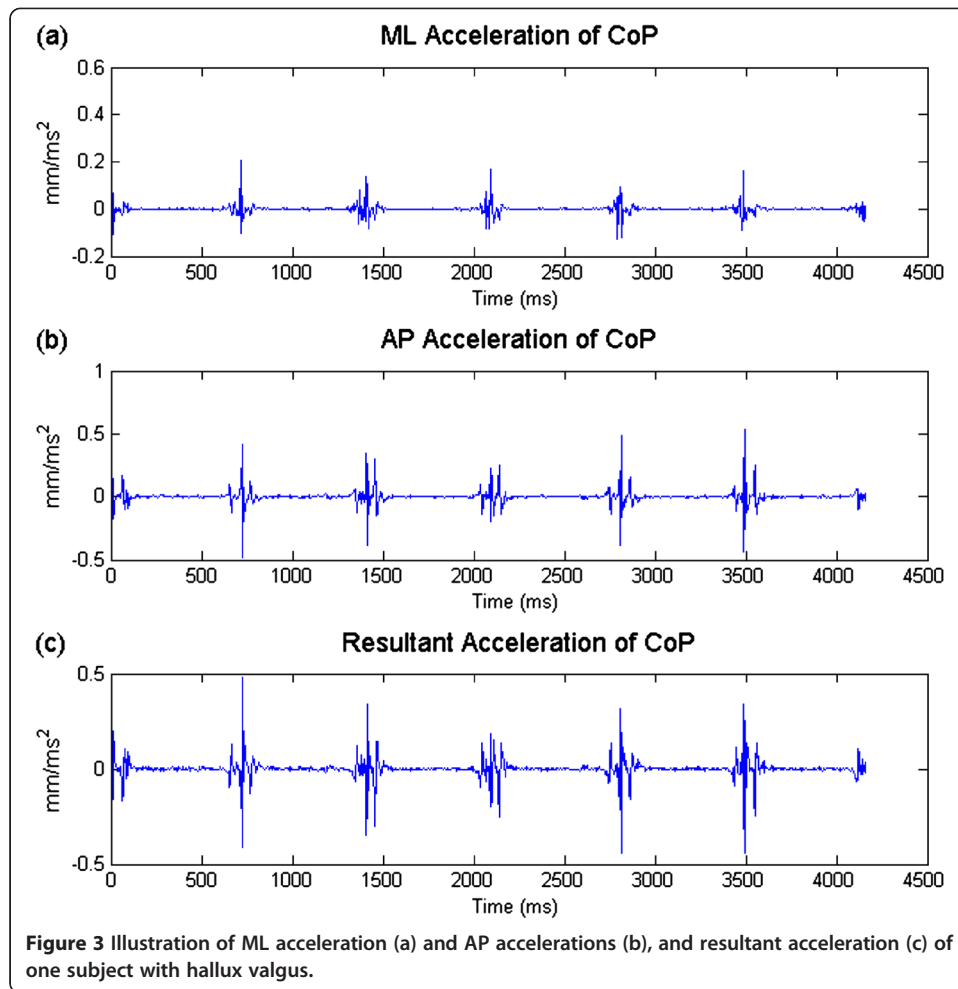 (a) ML Acceleration of CoP
0.6
0.4
0.2
0
-0.2
mm/ms²
0 500 1000 1500 2000 2500 3000 3500 4000 4500
Time (ms)
(b) AP Acceleration of CoP
1
0.5
0
-0.5
mm/ms²
0 500 1000 1500 2000 2500 3000 3500 4000 4500
Time (ms)
(c) Resultant Acceleration of CoP
0.5
0
-0.5
mm/ms²
0 500 1000 1500 2000 2500 3000 3500 4000 4500
Time (ms)
Figure 3 Illustration of ML acceleration (a) and AP accelerations (b), and resultant acceleration (c) of
one subject with hallux valgus.